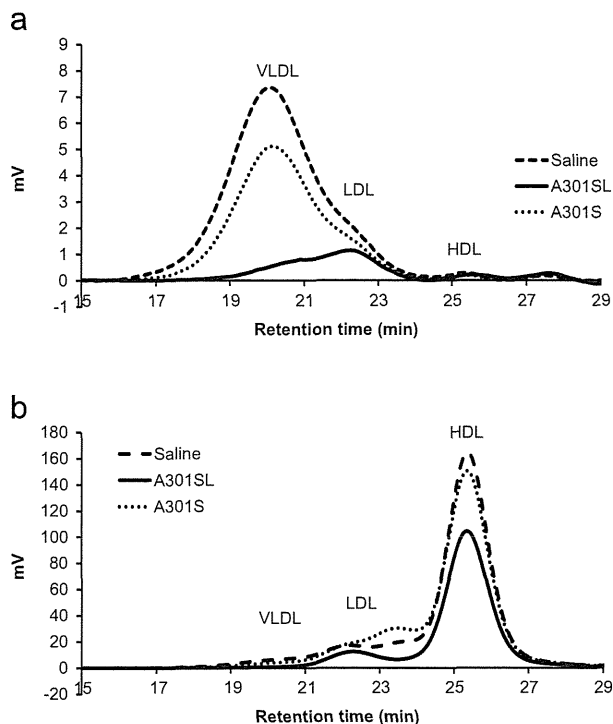 a
9
8
7
6
5
4
3
2
1
0
-1
mV
VLDL
LDL
HDL
Saline
A301SL
A301S
15 17 19 21 23 25 27 29
Retention time (min)
b
180
160
140
120
100
80
60
40
20
0
-20
mV
Saline
A301SL
A301S
VLDL
LDL
HDL
15 17 19 21 23 25 27 29
Retention time (min)